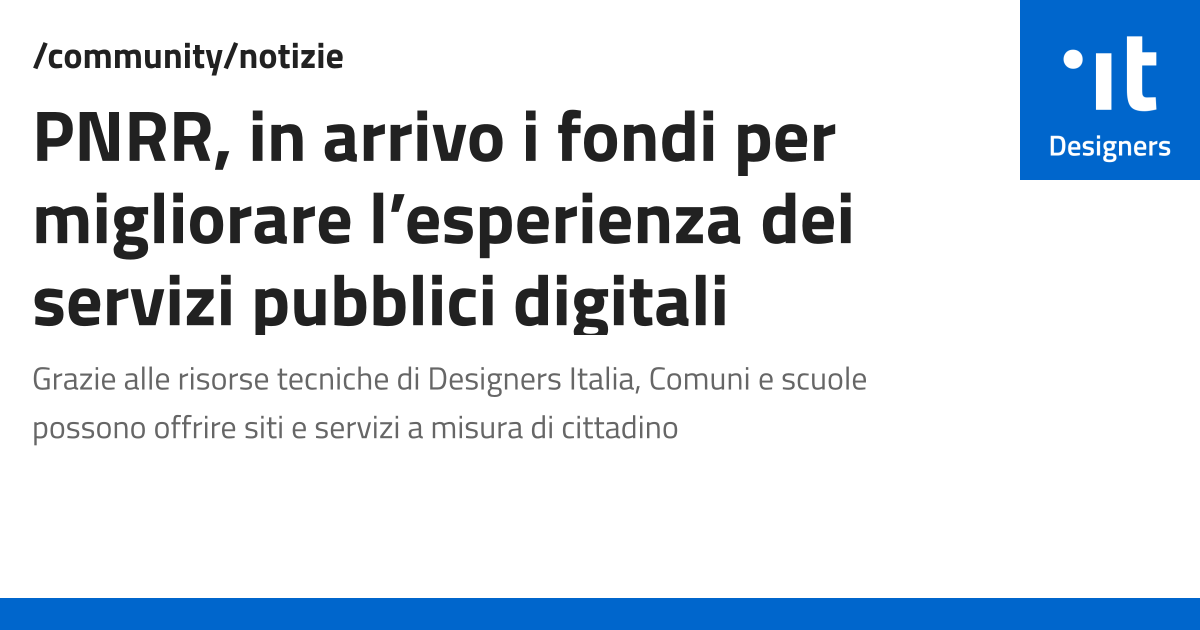 /community/notizie
PNRR, in arrivo i fondi per
migliorare l’esperienza dei
servizi pubblici digitali
Grazie alle risorse tecniche di Designers Italia, Comuni e scuole
possono offrire siti e servizi a misura di cittadino
it
Designers